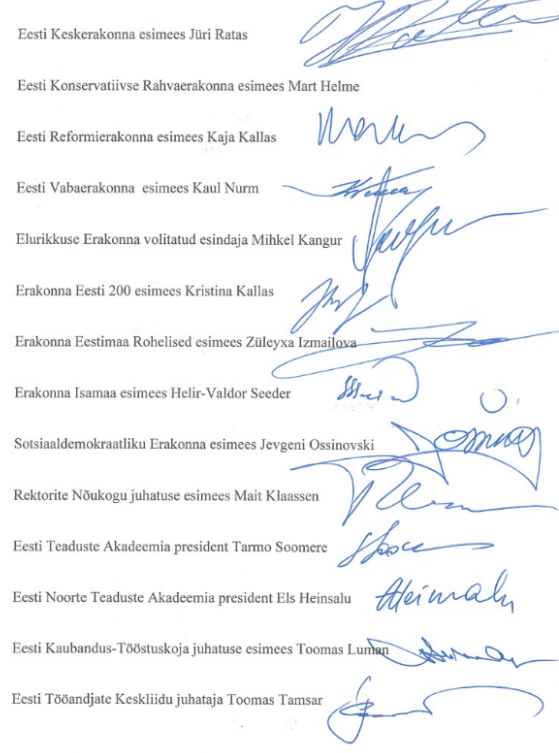 Eesti Keskerakonna esimees Jüri Ratas
Eesti Konservatiivse Rahvaerakonna esimees Mart Helme
Eesti Reformierakonna esimees Kaja Kallas
Eesti Vabaerakonna esimees Kaul Nurm
Elurikkuse Erakonna volitatud esindaja Mihkel Kangur
Erakonna Eesti 200 esimees Kristina Kallas
Erakonna Eestimaa Rohelised esimees Züleyxa Izmailova
Erakonna Isamaa esimees Helir-Valdor Seeder
Sotsiaaldemokraatliku Erakonna esimees Jevgeni Ossinovski
Rektorite Nõukogu juhatuse esimees Mait Klaassen
Eesti Teaduste Akadeemia president Tarmo Soomere
Eesti Noorte Teaduste Akadeemia president Els Heinsalu
Eesti Kaubandus-Tööstuskoja juhatuse esimees Toomas Luman
Eesti Tööandjate Keskliidu juhataja Toomas Tamsar